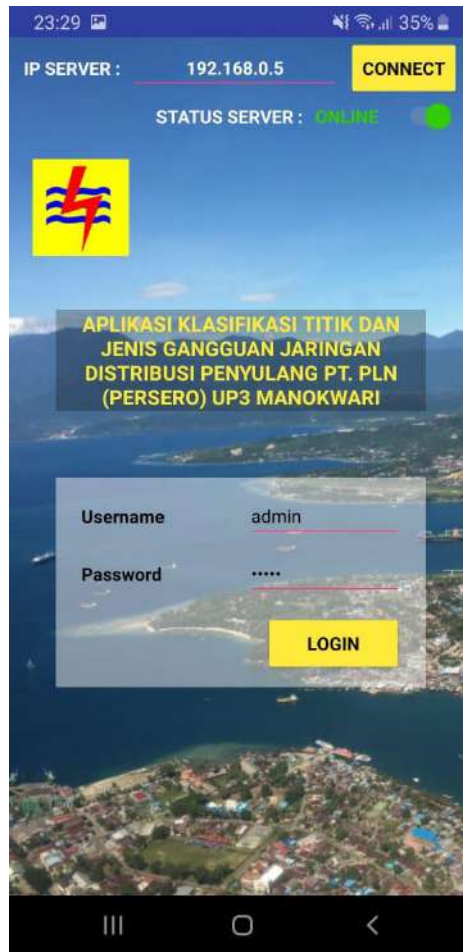 23:29 35%
IP SERVER : 192.168.0.5 CONNECT
STATUS SERVER : ONLINE
APLIKASI KLASIFIKASI TITIK DAN
JENIS GANGGUAN JARINGAN
DISTRIBUSI PENYULANG PT. PLN
(PERSERO) UP3 MANOKWARI
Username admin
Password •••••
LOGIN